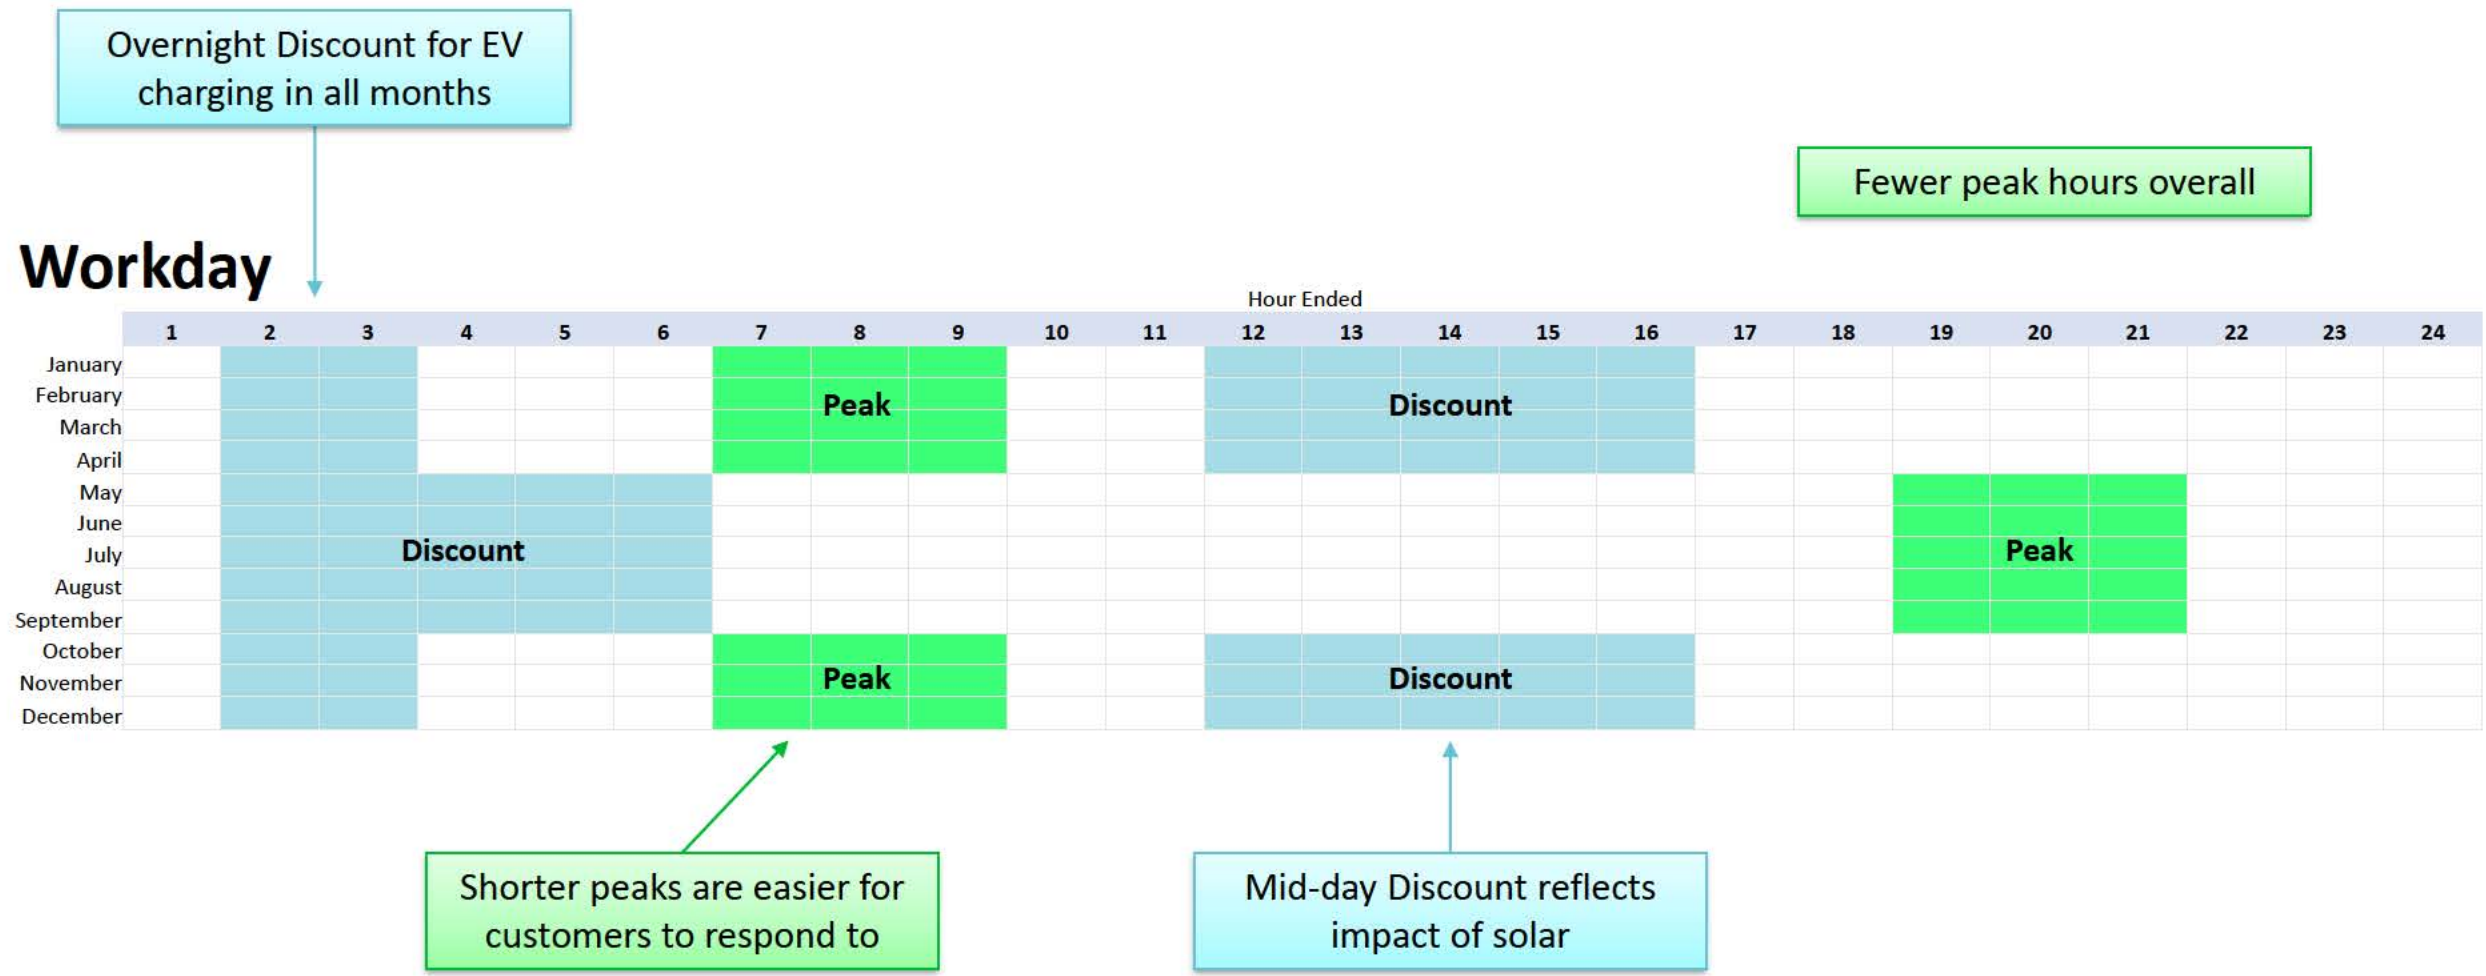 Overnight Discount for EV
charging in all months
Fewer peak hours overall
Workday
Hour Ended
1 2 3 4 5 6 7 8 9 10 11 12 13 14 15 16 17 18 19 20 21 22 23 24
January
February
Peak Discount
March
April
May
June
July
Discount Peak
August
September
October
November
Peak Discount
December
Shorter peaks are easier for
customers to respond to
Mid-day Discount reflects
impact of solar